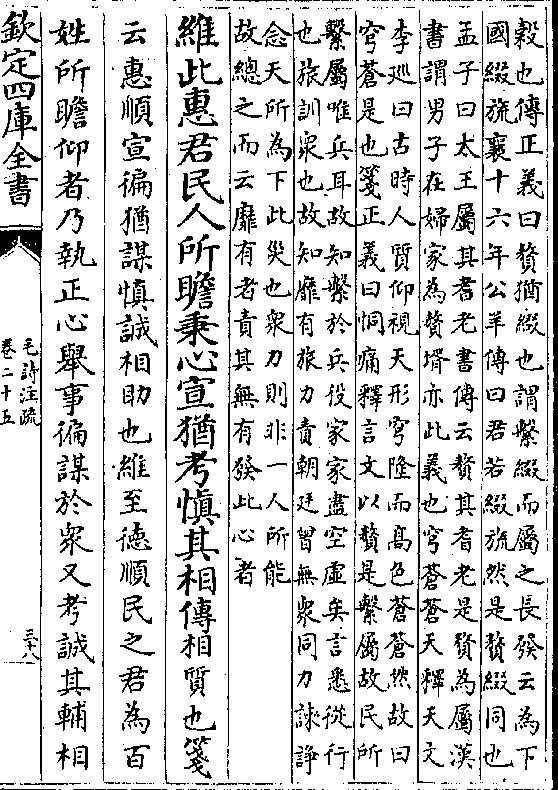 穀也傳正義曰贅猶綴也謂繫綴而屬之長發云為下
國綴旒襄十六年公羊傳曰君若綴旒然是贅綴同也
孟子曰太王屬其耆老書傳云贅其耆老是贅為屬漢
書謂男子在婦家為贅壻亦此義也穹蒼蒼天釋天文
李廵曰古時人質仰視天形穹隆而髙色蒼蒼然故曰
穹蒼是也箋正義曰恫痛釋言文以贅是繫屬故民所
繫屬唯兵耳故知繫於兵役家家盡空虛矣言悉從行
也旅訓衆也故知靡有旅力責朝廷曽無衆同力諫諍
念天所為下此災也衆力則非一人所能
故總之而云靡有者責其無有發此心者
維此惠君民人所瞻秉心宣猶考慎其相傳相質也箋
云惠順宣徧猶謀慎誠相助也維至徳順民之君為百
姓所瞻仰者乃執正心舉事徧謀於衆又考誠其輔相
欽定四庫全書
毛詩注疏
卷二十五
三十八